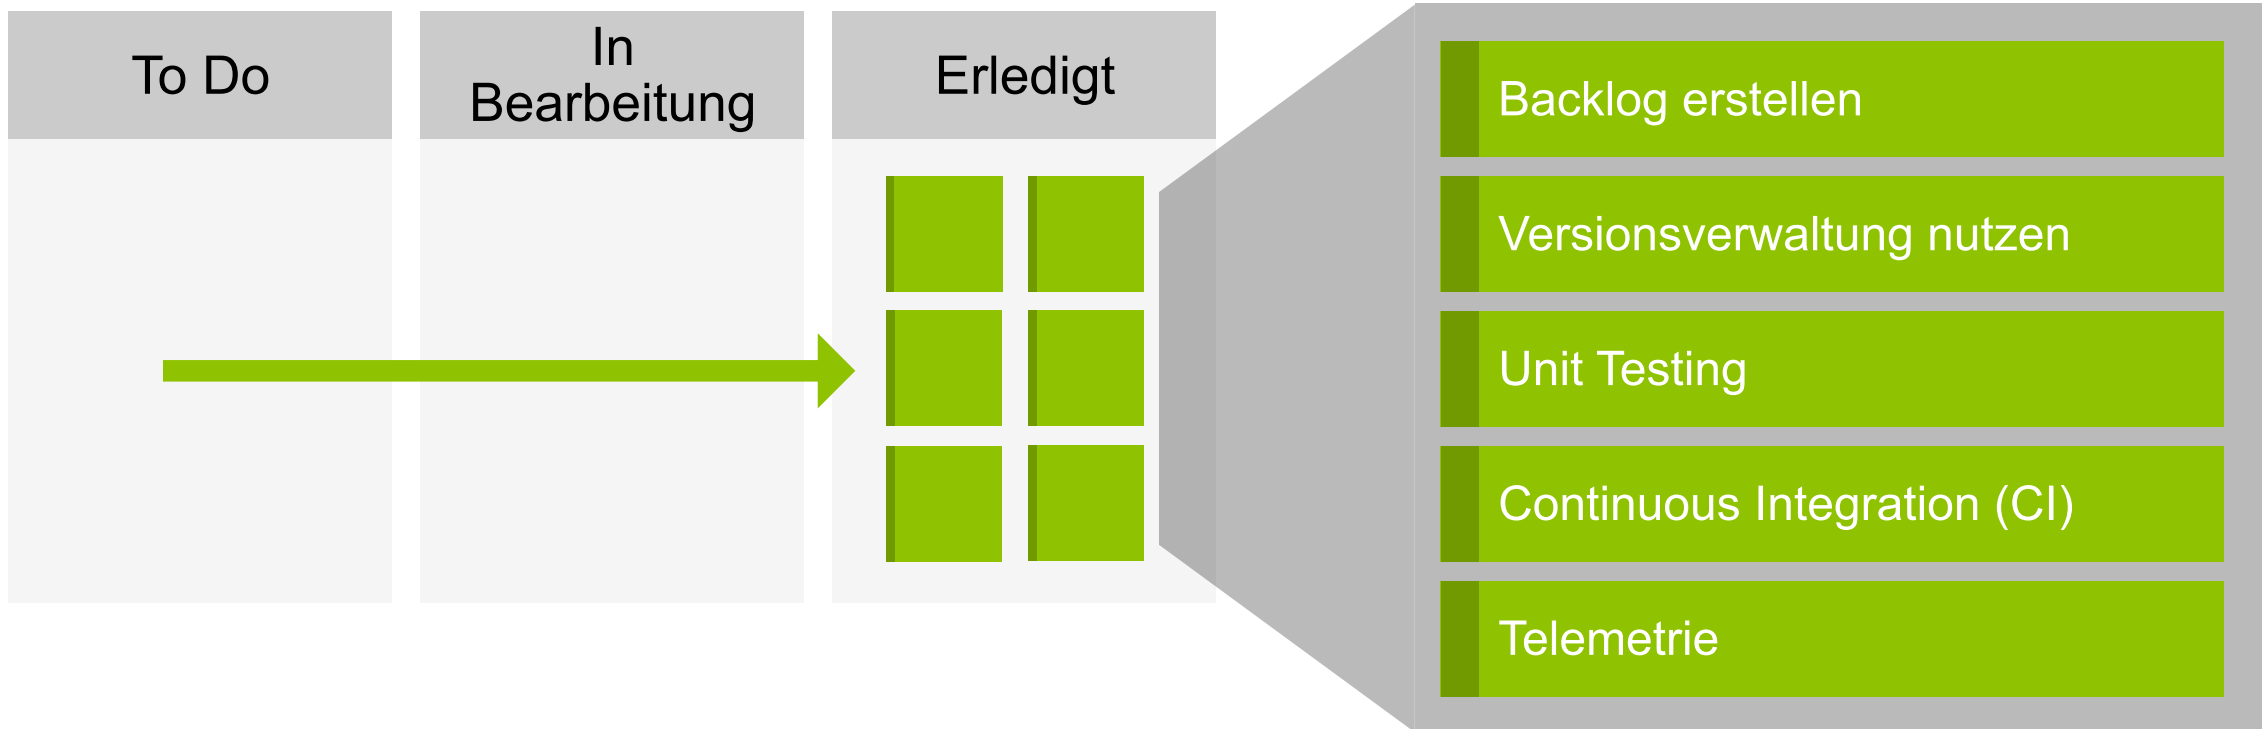 To Do
In
Bearbeitung
Erledigt
Backlog erstellen
Versionsverwaltung nutzen
Unit Testing
Continuous Integration (CI)
Telemetrie